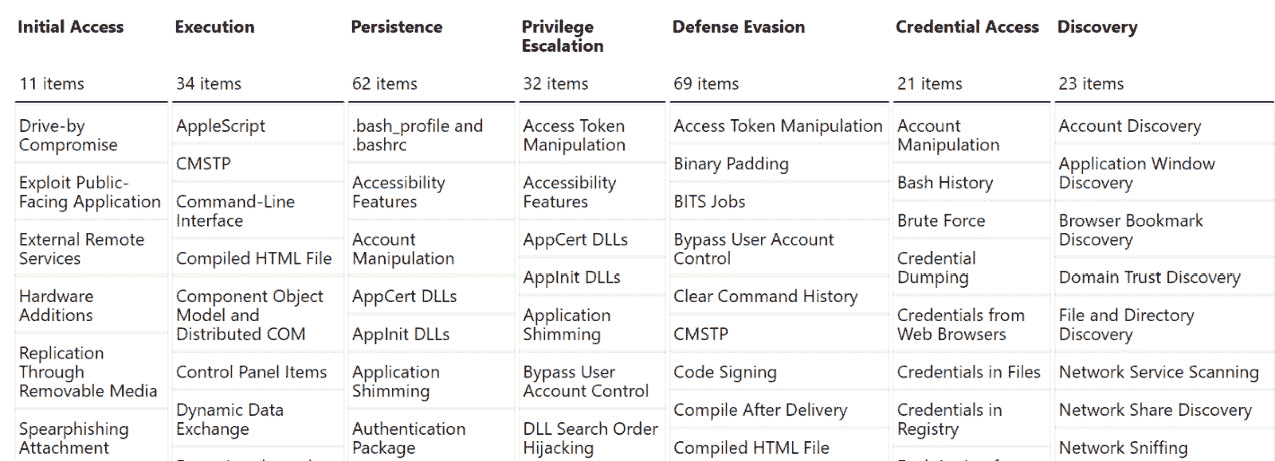 Initial Access
11 items
Drive-by
Compromise
Exploit Public-
Facing Application
External Remote
Services
Hardware
Additions
Replication
Through
Removable Media
Spearphishing
Attachment
Execution
34 items
AppleScript
CMSTP
Command-Line
Interface
Compiled HTML File
Component Object
Model and
Distributed COM
Control Panel Items
Dynamic Data
Exchange
Persistence
62 items
.bash_profile and
.bashrc
Accessibility
Features
Account
Manipulation
AppCert DLLs
AppInit DLLs
Application
Shimming
Authentication
Package
Privilege
Escalation
32 items
Access Token
Manipulation
Accessibility
Features
AppCert DLLs
AppInit DLLs
Application
Shimming
Bypass User
Account Control
DLL Search Order
Hijacking
Defense Evasion
69 items
Access Token Manipulation
Binary Padding
BITS Jobs
Bypass User Account
Control
Clear Command History
CMSTP
Code Signing
Compile After Delivery
Compiled HTML File
Credential Access
21 items
Account
Manipulation
Bash History
Brute Force
Credential
Dumping
Credentials from
Web Browsers
Credentials in Files
Credentials in
Registry
Discovery
23 items
Account Discovery
Application Window
Discovery
Browser Bookmark
Discovery
Domain Trust Discovery
File and Directory
Discovery
Network Service Scanning
Network Share Discovery
Network Sniffing